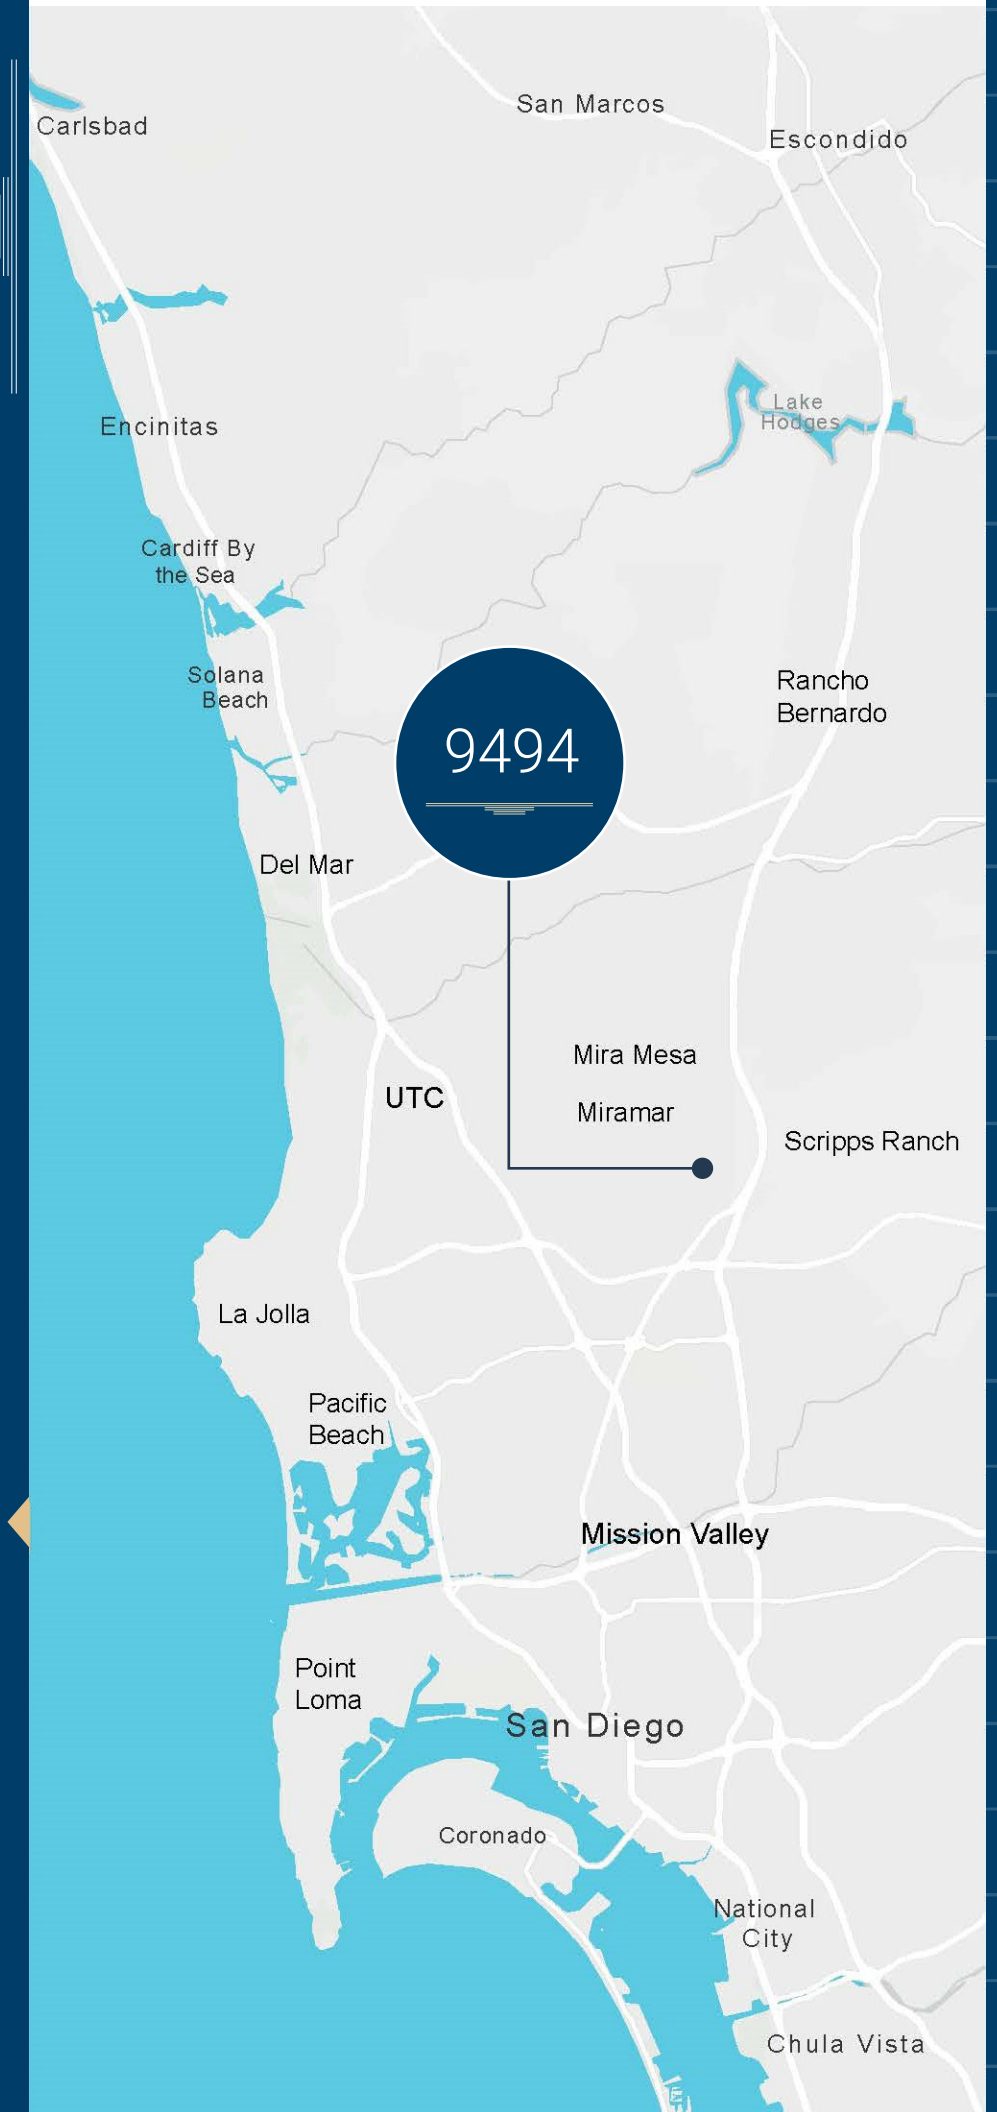 San Marcos
Carlsbad
Escondido
Lake
Hodges
Encinitas
Cardiff By
the Sea
Solana
Beach
Rancho
Bernardo
9494
Del Mar
Mira Mesa
UTC
Miramar
Scripps Ranch
La Jolla
Pacific
Beach
Mission Valley
Point
Loma
San Diego
Coronado
National
City
Chula Vista